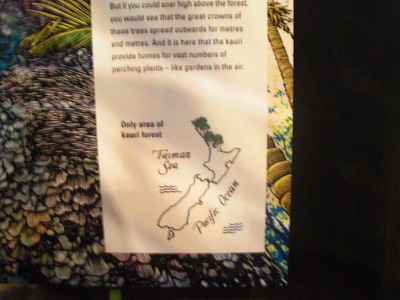 But if you could soar high above the forest,
you would see that the great crowns of
these trees spread outwards for metres
and metres. And it is here that the kauri
provide homes for vast numbers of
perching plants – like gardens in the air.
Only area of
kauri forest
Tasman
Sea
Pacific Ocean